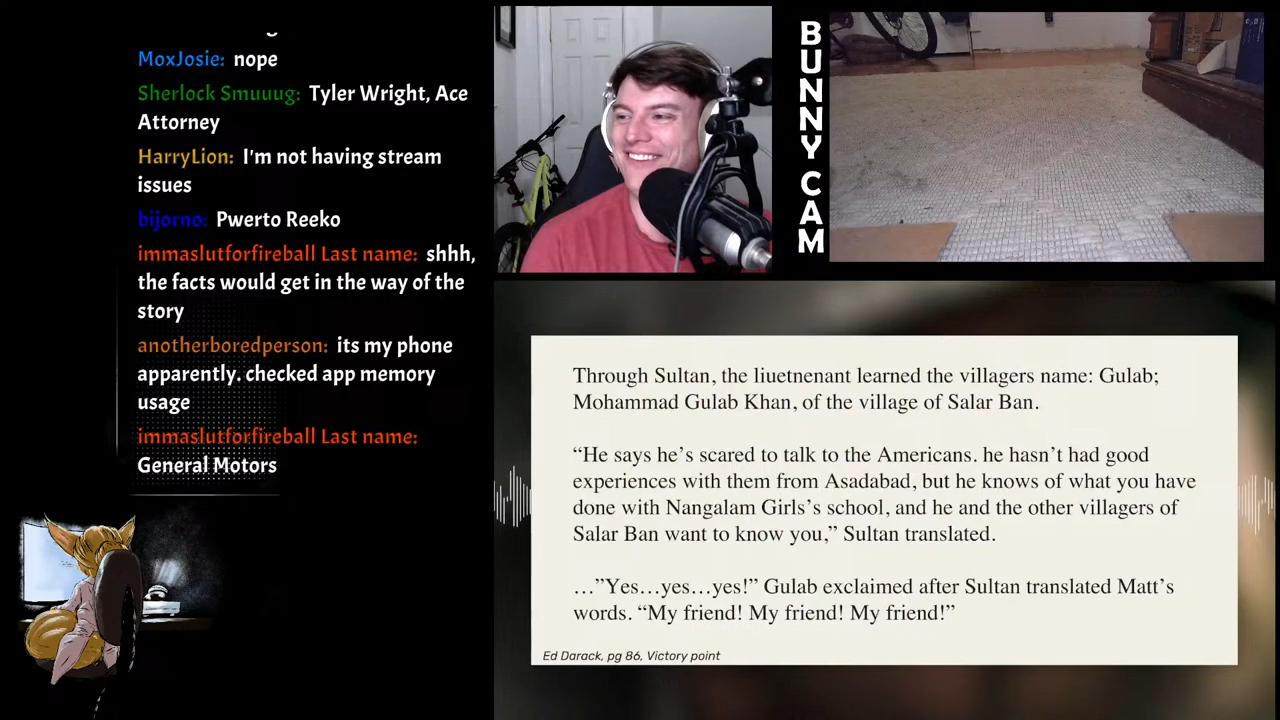 MoxJosie: nope
Sherlock Smuuug: Tyler Wright, Ace
Attorney
HarryLion: I'm not having stream
issues
bijorno: Pwerto Reeko
immaslutforfireball Last name: shhh,
the facts would get in the way of the
story
anotherboredperson: its my phone
apparently. checked app memory
usage
immaslutforfireball Last name:
General Motors
BUNNY CAM
Through Sultan, the liuetnenant learned the villagers name: Gulab;
Mohammad Gulab Khan, of the village of Salar Ban.
“He says he’s scared to talk to the Americans. he hasn’t had good
experiences with them from Asadabad, but he knows of what you have
done with Nangalam Girls’s school, and he and the other villagers of
Salar Ban want to know you,” Sultan translated.
…”Yes…yes…yes!” Gulab exclaimed after Sultan translated Matt’s
words. “My friend! My friend! My friend!”
Ed Darack, pg 86, Victory point